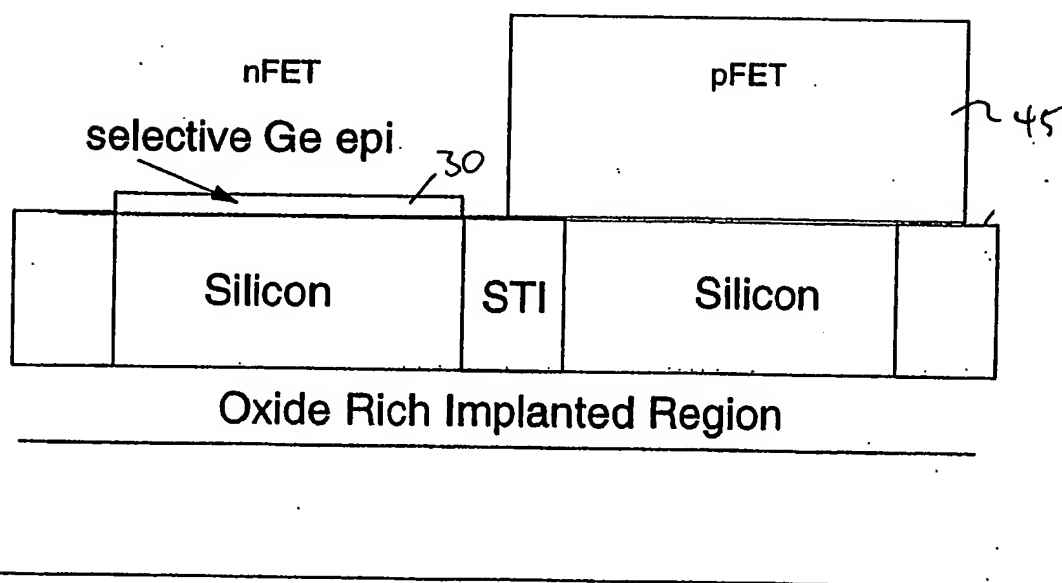 nFET
pFET
45
selective Ge epi
30
Silicon
STI
Silicon
Oxide Rich Implanted Region